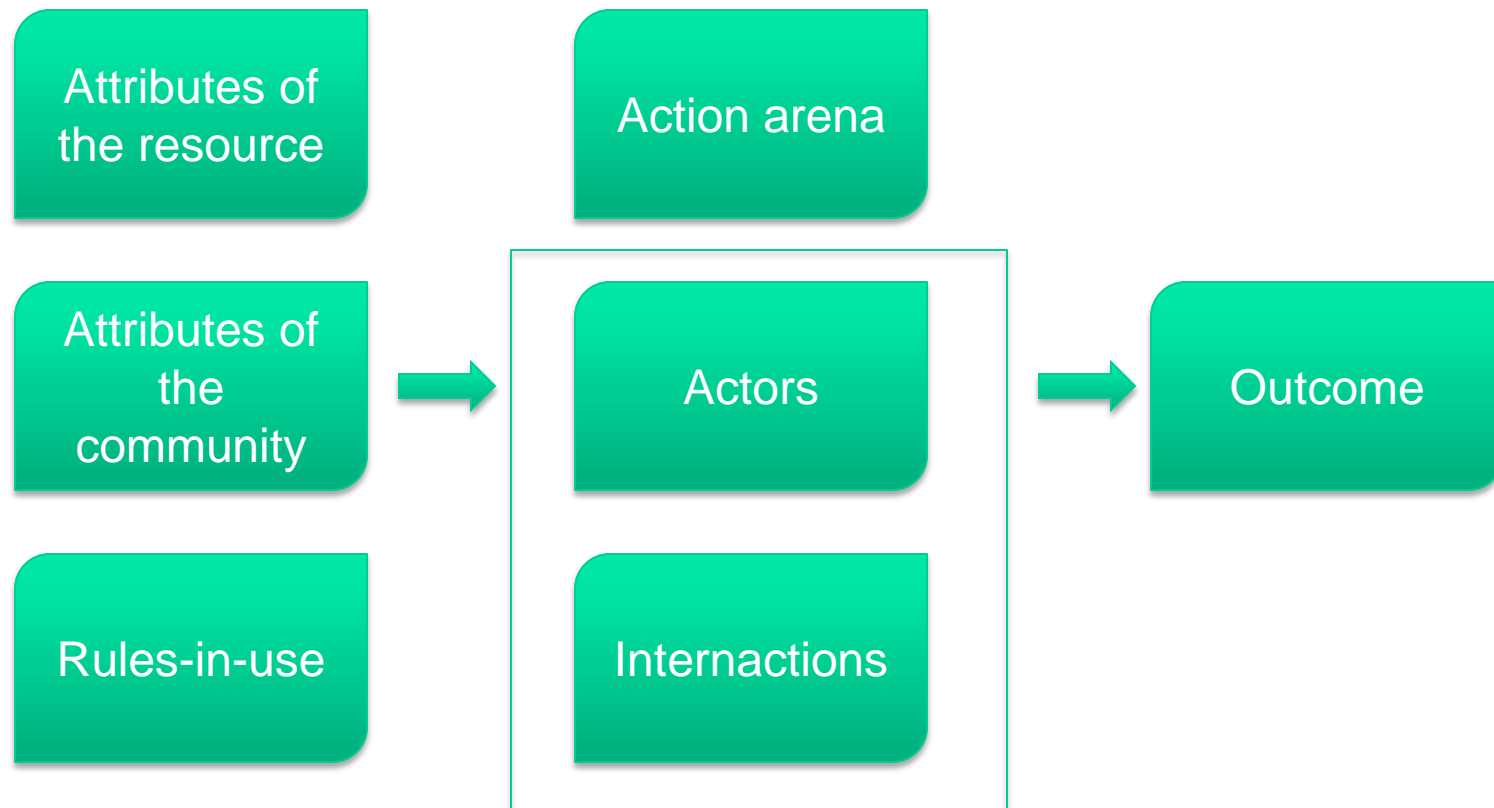 Attributes of
the resource
Action arena
Attributes of
the
community
Actors
Outcome
Rules-in-use
Internactions